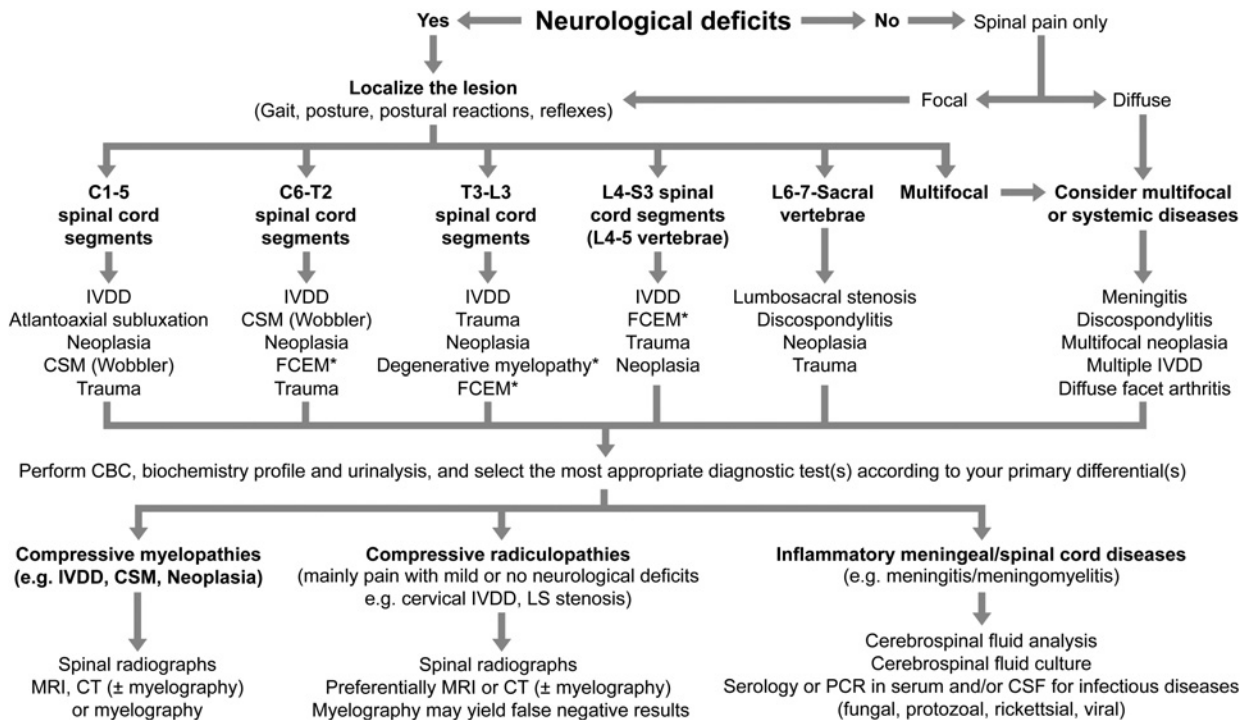 Neurological deficits
Yes
No
Spinal pain only
Localize the lesion
(Gait, posture, postural reactions, reflexes)
Focal
Diffuse
C1-5
spinal cord
segments
C6-T2
spinal cord
segments
T3-L3
spinal cord
segments
L4-S3 spinal
cord segments
(L4-5 vertebrae)
L6-7-Sacral
vertebrae
Multifocal
Consider multifocal
or systemic diseases
IVDD
Atlantoaxial subluxation
Neoplasia
CSM (Wobbler)
Trauma
IVDD
CSM (Wobbler)
Neoplasia
FCEM*
Trauma
IVDD
Trauma
Neoplasia
Degenerative myelopathy*
FCEM*
IVDD
FCEM*
Trauma
Neoplasia
Lumbosacral stenosis
Discospondylitis
Neoplasia
Trauma
Meningitis
Discospondylitis
Multifocal neoplasia
Multiple IVDD
Diffuse facet arthritis
Perform CBC, biochemistry profile and urinalysis, and select the most appropriate diagnostic test(s) according to your primary differential(s)
Compressive myelopathies
(e.g. IVDD, CSM, Neoplasia)
Spinal radiographs
MRI, CT (± myelography)
or myelography
Compressive radiculopathies
(mainly pain with mild or no neurological deficits
e.g. cervical IVDD, LS stenosis)
Spinal radiographs
Preferentially MRI or CT (± myelography)
Myelography may yield false negative results
Inflammatory meningeal/spinal cord diseases
(e.g. meningitis/meningomyelitis)
Cerebrospinal fluid analysis
Cerebrospinal fluid culture
Serology or PCR in serum and/or CSF for infectious diseases
(fungal, protozoal, rickettsial, viral)